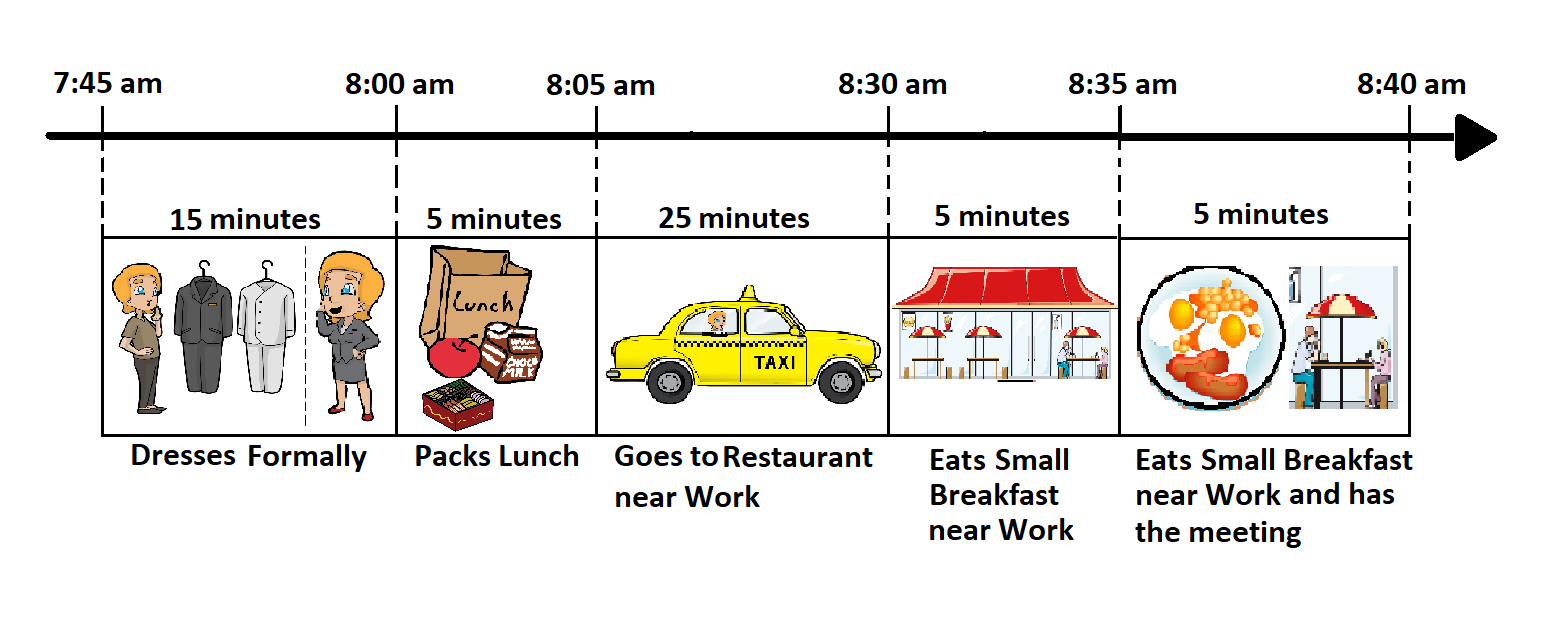 7:45 am 8:00 am 8:05 am 8:30 am 8:35 am 8:40 am
15 minutes 5 minutes 25 minutes 5 minutes 5 minutes
Lunch
CHOCO
MILK
TAXI
Dresses Formally
Packs Lunch
Goes to Restaurant
near Work
Eats Small
Breakfast
near Work
Eats Small Breakfast
near Work and has
the meeting